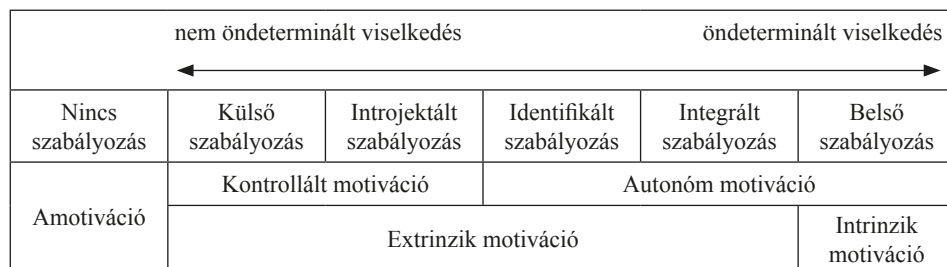 nem öndeterminált viselkedés öndeterminált viselkedés
Nincs szabályozás
Külső szabályozás
Introjektált szabályozás
Identifikált szabályozás
Integrált szabályozás
Belső szabályozás
Amotiváció
Kontrollált motiváció
Autonóm motiváció
Extrinzik motiváció
Intrinzik motiváció